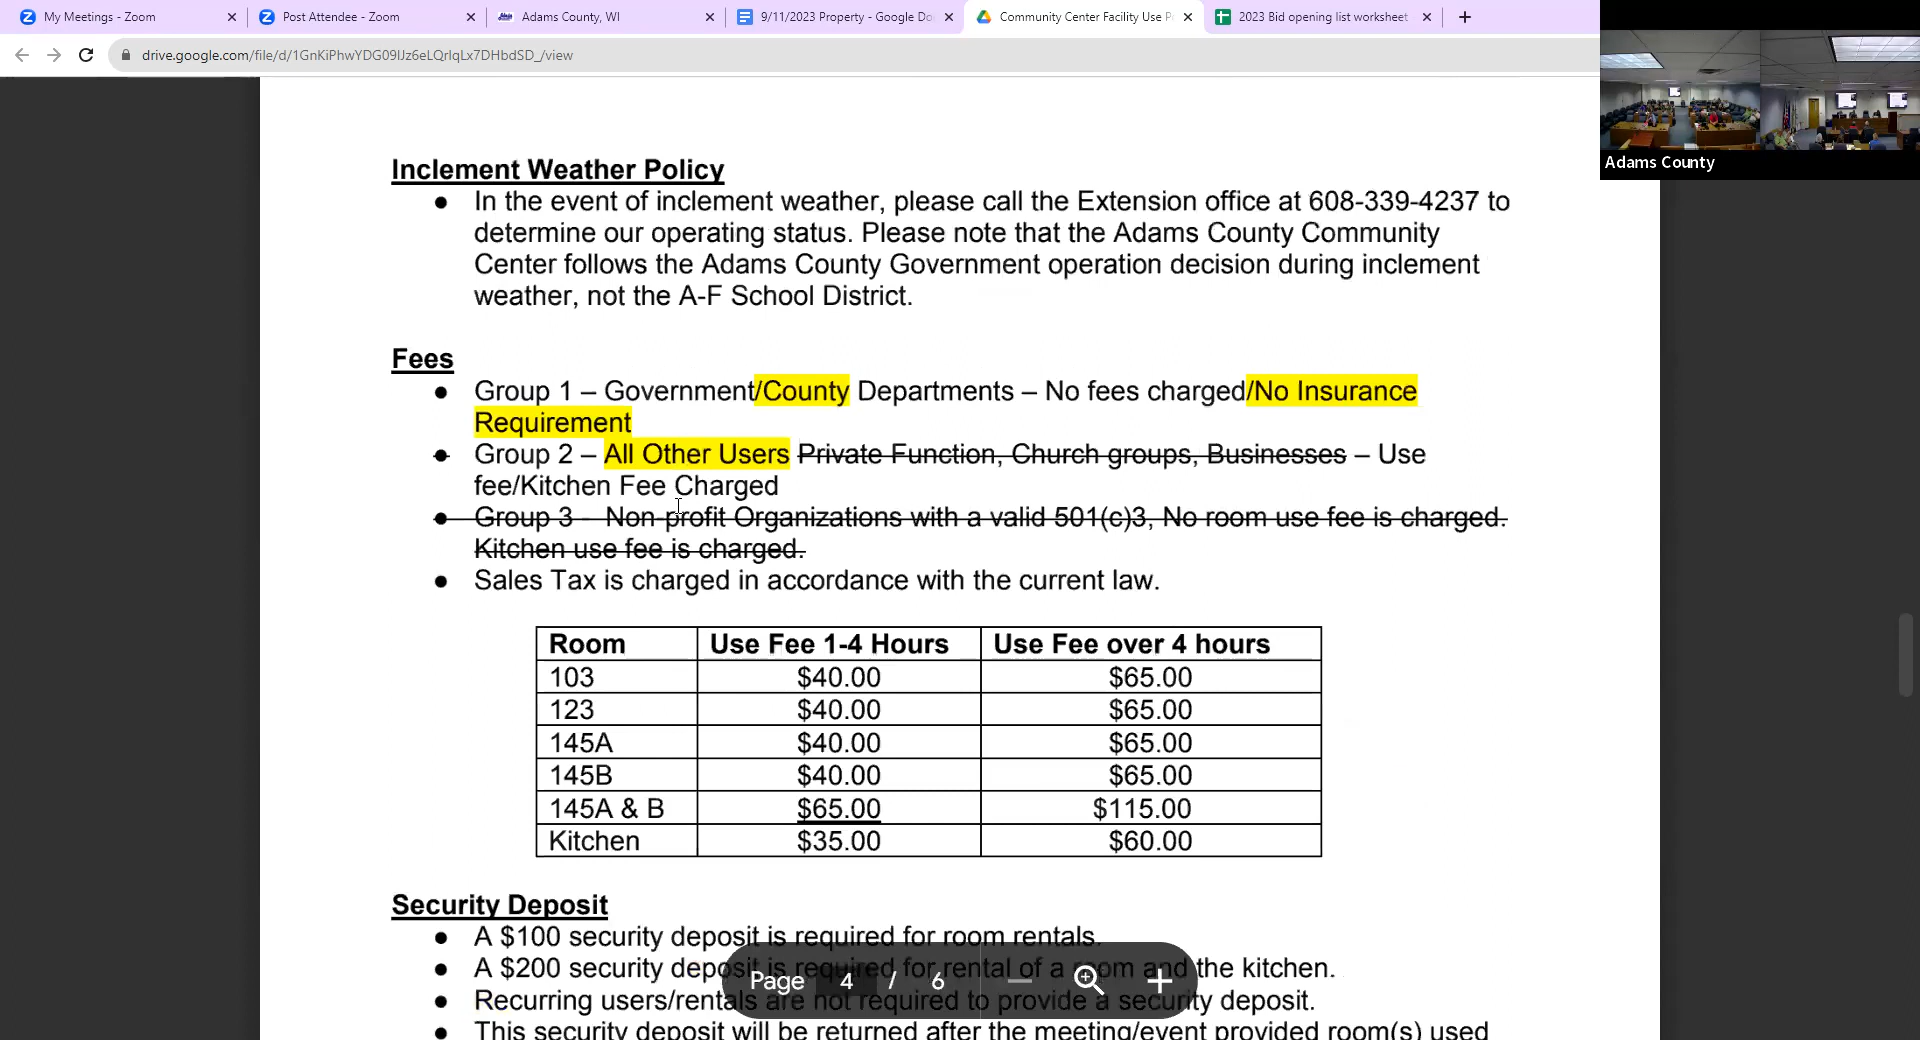 My Meetings - Zoom
Post Attendee - Zoom
Adams County, WI
9/11/2023 Property - Google Do
Community Center Facility Use P
2023 Bid opening list worksheet
drive.google.com/file/d/1GnKiPhwYDG09lJz6eLQrlqLx7DHbdSD_/view
Adams County
Inclement Weather Policy
● In the event of inclement weather, please call the Extension office at 608-339-4237 to
determine our operating status. Please note that the Adams County Community
Center follows the Adams County Government operation decision during inclement
weather, not the A-F School District.
Fees
● Group 1 – Government/County Departments – No fees charged/No Insurance
Requirement
● Group 2 – All Other Users Private Function, Church groups, Businesses – Use
fee/Kitchen Fee Charged
● Group 3 - Non-profit Organizations with a valid 501(c)3, No room use fee is charged.
Kitchen use fee is charged.
● Sales Tax is charged in accordance with the current law.
Room Use Fee 1-4 Hours Use Fee over 4 hours
103 $40.00 $65.00
123 $40.00 $65.00
145A $40.00 $65.00
145B $40.00 $65.00
145A & B $65.00 $115.00
Kitchen $35.00 $60.00
Security Deposit
● A $100 security deposit is required for room rentals.
● A $200 security deposit is required for rental of a room and the kitchen.
Page 4 / 6
● Recurring users/rentals are not required to provide a security deposit.
● This security deposit will be returned after the meeting/event provided room(s) used